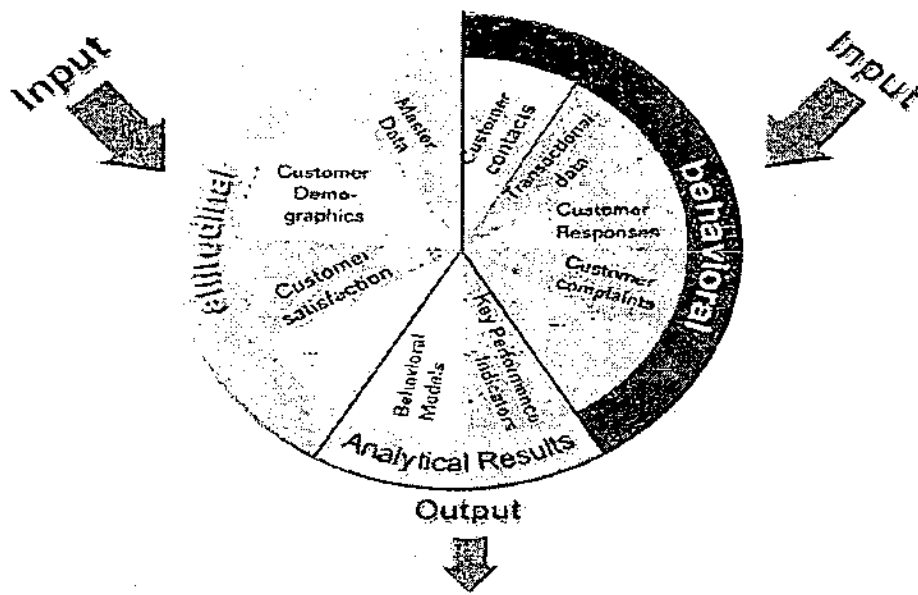 Input
Input
Master
Data
Customer
Demo-
graphics
Customer
satisfaction
attitudinal
Customer
contacts
Transactional
data
Customer
Responses
Customer
complaints
behavioral
Behavioral
Models
Key Performance
Indicators
Analytical Results
Output